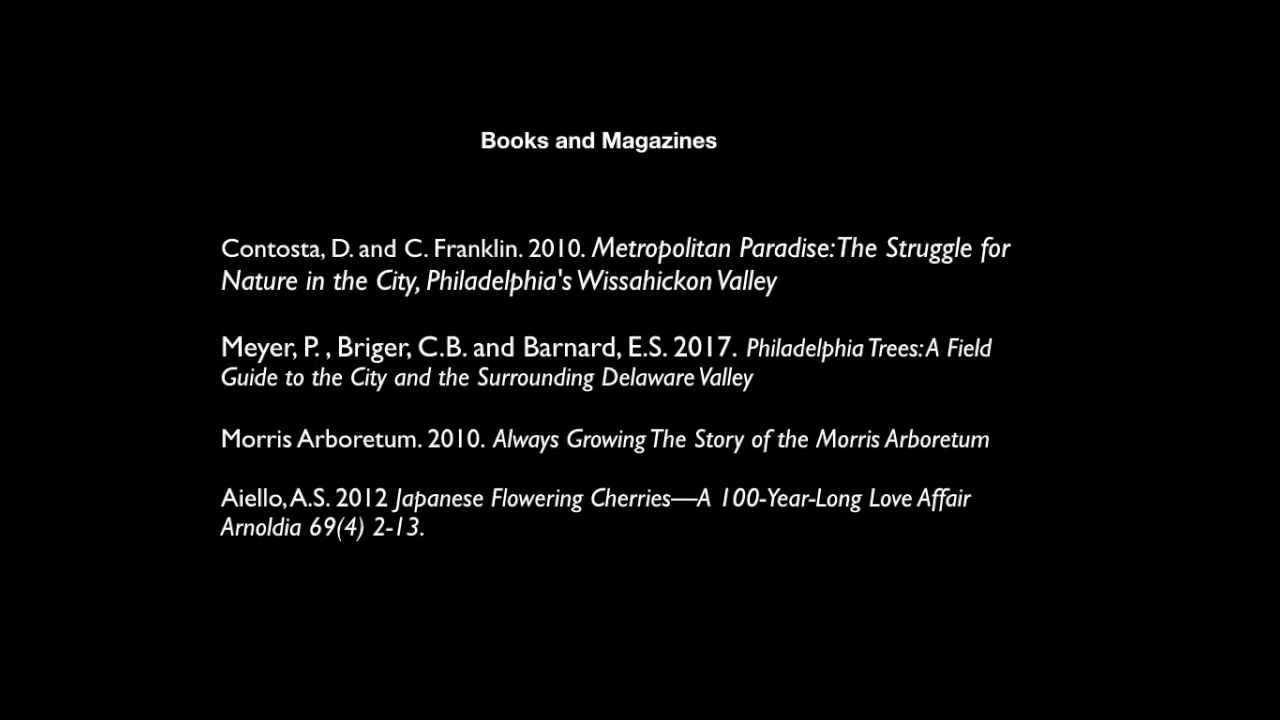 Books and Magazines
Contosta, D. and C. Franklin. 2010. Metropolitan Paradise: The Struggle for
Nature in the City, Philadelphia's Wissahickon Valley
Meyer, P. , Briger, C.B. and Barnard, E.S. 2017. Philadelphia Trees: A Field
Guide to the City and the Surrounding Delaware Valley
Morris Arboretum. 2010. Always Growing The Story of the Morris Arboretum
Aiello, A.S. 2012 Japanese Flowering Cherries—A 100-Year-Long Love Affair
Arnoldia 69(4) 2-13.